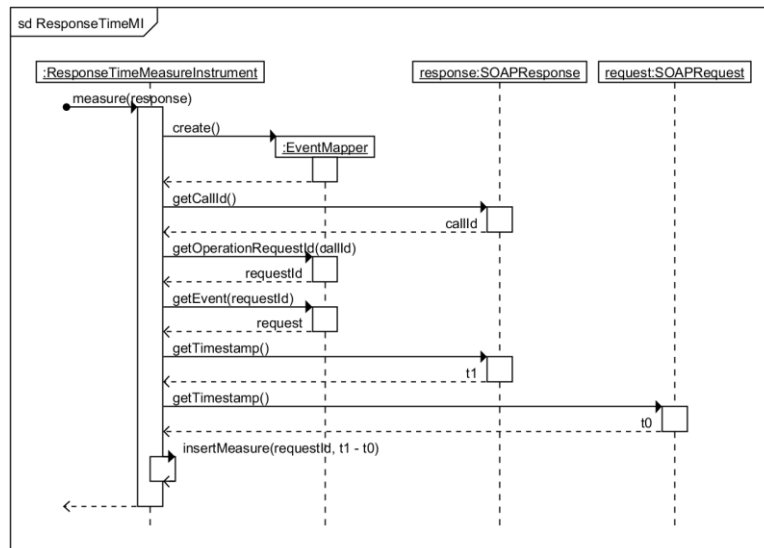 sd ResponseTimeMI
:ResponseTimeMeasureInstrument
response:SOAPResponse
request:SOAPRequest
measure(response)
create()
:EventMapper
getCallId()
callId
getOperationRequestId(callId)
requestId
getEvent(requestId)
request
getTimestamp()
t1
getTimestamp()
t0
insertMeasure(requestId, t1 - t0)